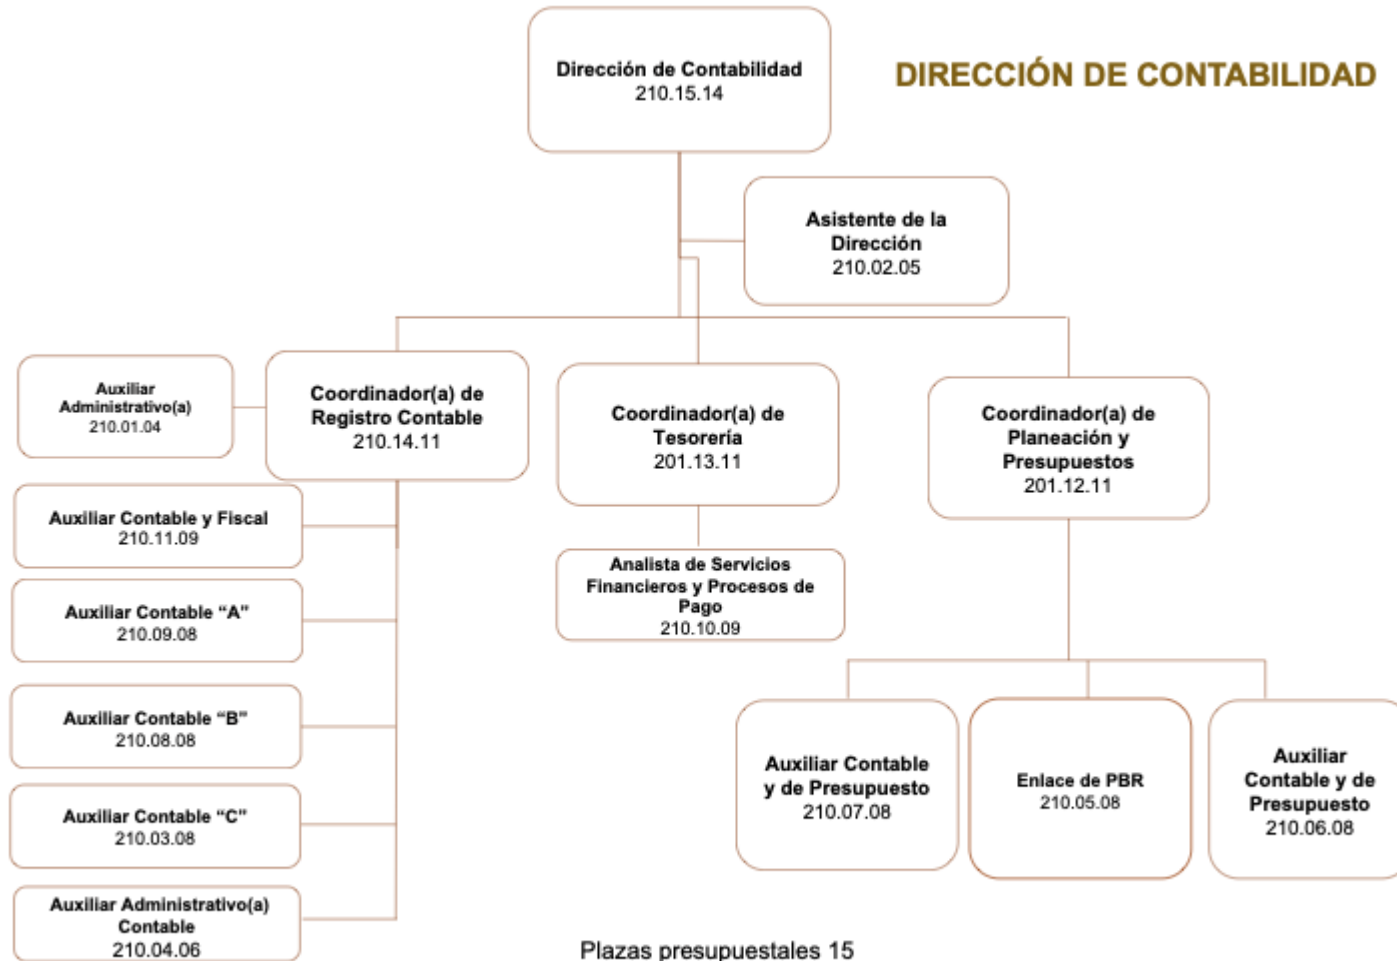 DIRECCIÓN DE CONTABILIDAD
Dirección de Contabilidad
210.15.14
Asistente de la
Dirección
210.02.05
Auxiliar
Administrativo(a)
210.01.04
Coordinador(a) de
Registro Contable
210.14.11
Coordinador(a) de
Tesorería
201.13.11
Coordinador(a) de
Planeación y
Presupuestos
201.12.11
Auxiliar Contable y Fiscal
210.11.09
Auxiliar Contable “A”
210.09.08
Auxiliar Contable “B”
210.08.08
Auxiliar Contable “C”
210.03.08
Auxiliar Administrativo(a)
Contable
210.04.06
Analista de Servicios
Financieros y Procesos de
Pago
210.10.09
Auxiliar Contable
y de Presupuesto
210.07.08
Enlace de PBR
210.05.08
Auxiliar
Contable y de
Presupuesto
210.06.08
Plazas presupuestales 15